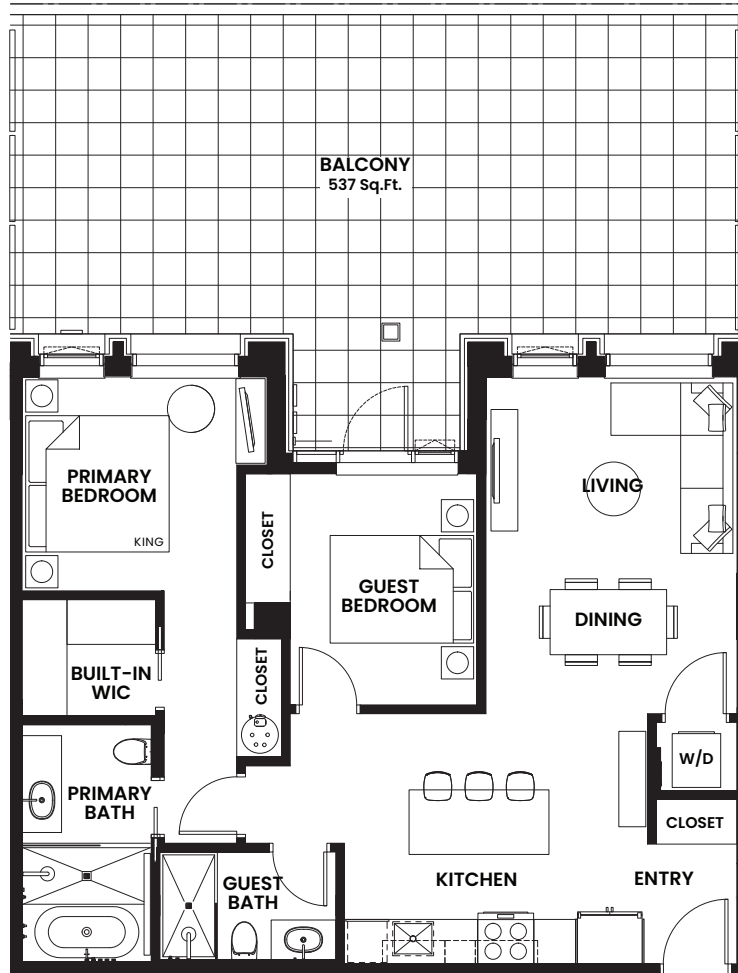 BALCONY
537 Sq.Ft.
PRIMARY
BEDROOM
KING
CLOSET
GUEST
BEDROOM
LIVING
DINING
BUILT-IN
WIC
CLOSET
PRIMARY
BATH
W/D
CLOSET
GUEST
BATH
KITCHEN
ENTRY